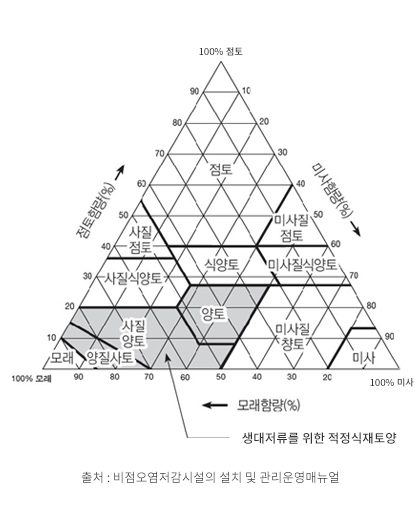 100% 점토
90
10
80
20
70
30
점토
60
40
점토함량(%)
미사함량(%)
50
50
사질
점토
미사질
점토
40
60
식양토
미사질식양토
30
사질식양토
70
20
80
양토
사질
양토
미사질
양토
10
90
모래
양질사토
미사
100% 모래
90
80
70
60
50
40
30
20
100% 미사
모래함량(%)
생대저류를 위한 적정식재토양
출처 : 비점오염저감시설의 설치 및 관리운영매뉴얼